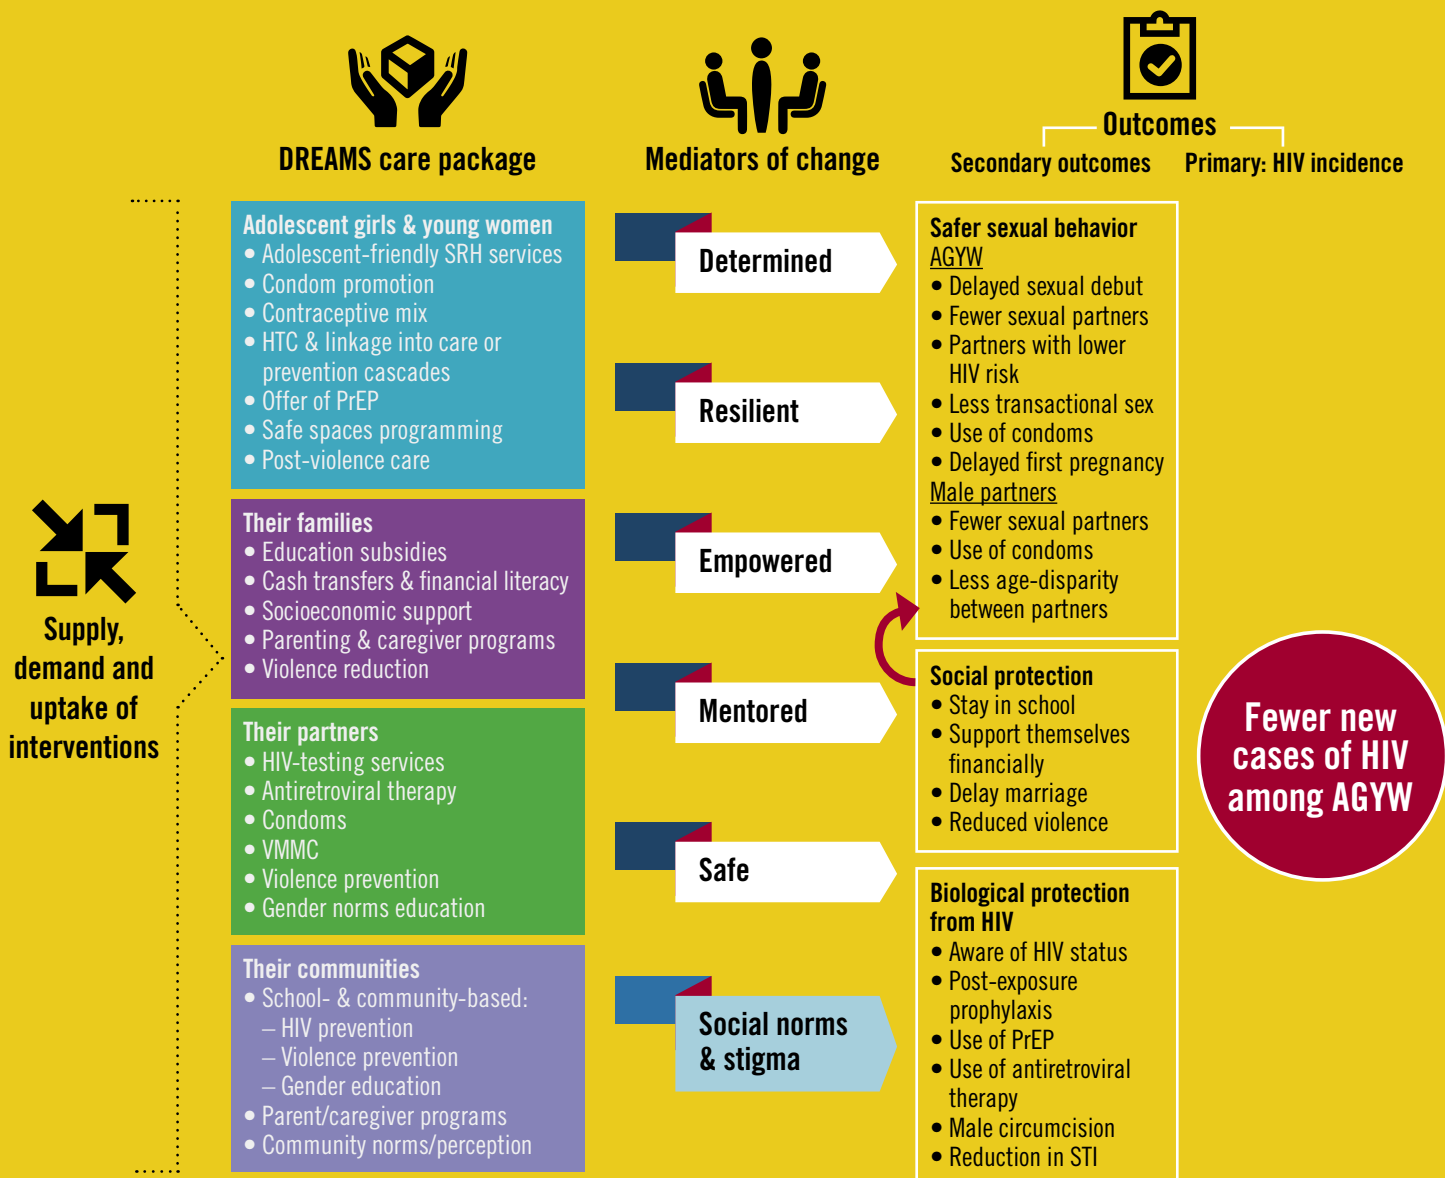 DREAMS care package
Mediators of change
Outcomes
Secondary outcomes
Primary: HIV incidence
Supply,
demand and
uptake of
interventions
Adolescent girls & young women
• Adolescent-friendly SRH services
• Condom promotion
• Contraceptive mix
• HTC & linkage into care or
prevention cascades
• Offer of PrEP
• Safe spaces programming
• Post-violence care
Their families
• Education subsidies
• Cash transfers & financial literacy
• Socioeconomic support
• Parenting & caregiver programs
• Violence reduction
Their partners
• HIV-testing services
• Antiretroviral therapy
• Condoms
• VMMC
• Violence prevention
• Gender norms education
Their communities
• School- & community-based:
– HIV prevention
– Violence prevention
– Gender education
• Parent/caregiver programs
• Community norms/perception
Determined
Resilient
Empowered
Mentored
Safe
Social norms
& stigma
Safer sexual behavior
AGYW
• Delayed sexual debut
• Fewer sexual partners
• Partners with lower
HIV risk
• Less transactional sex
• Use of condoms
• Delayed first pregnancy
Male partners
• Fewer sexual partners
• Use of condoms
• Less age-disparity
between partners
Social protection
• Stay in school
• Support themselves
financially
• Delay marriage
• Reduced violence
Biological protection
from HIV
• Aware of HIV status
• Post-exposure
prophylaxis
• Use of PrEP
• Use of antiretroviral
therapy
• Male circumcision
• Reduction in STI
Fewer new
cases of HIV
among AGYW